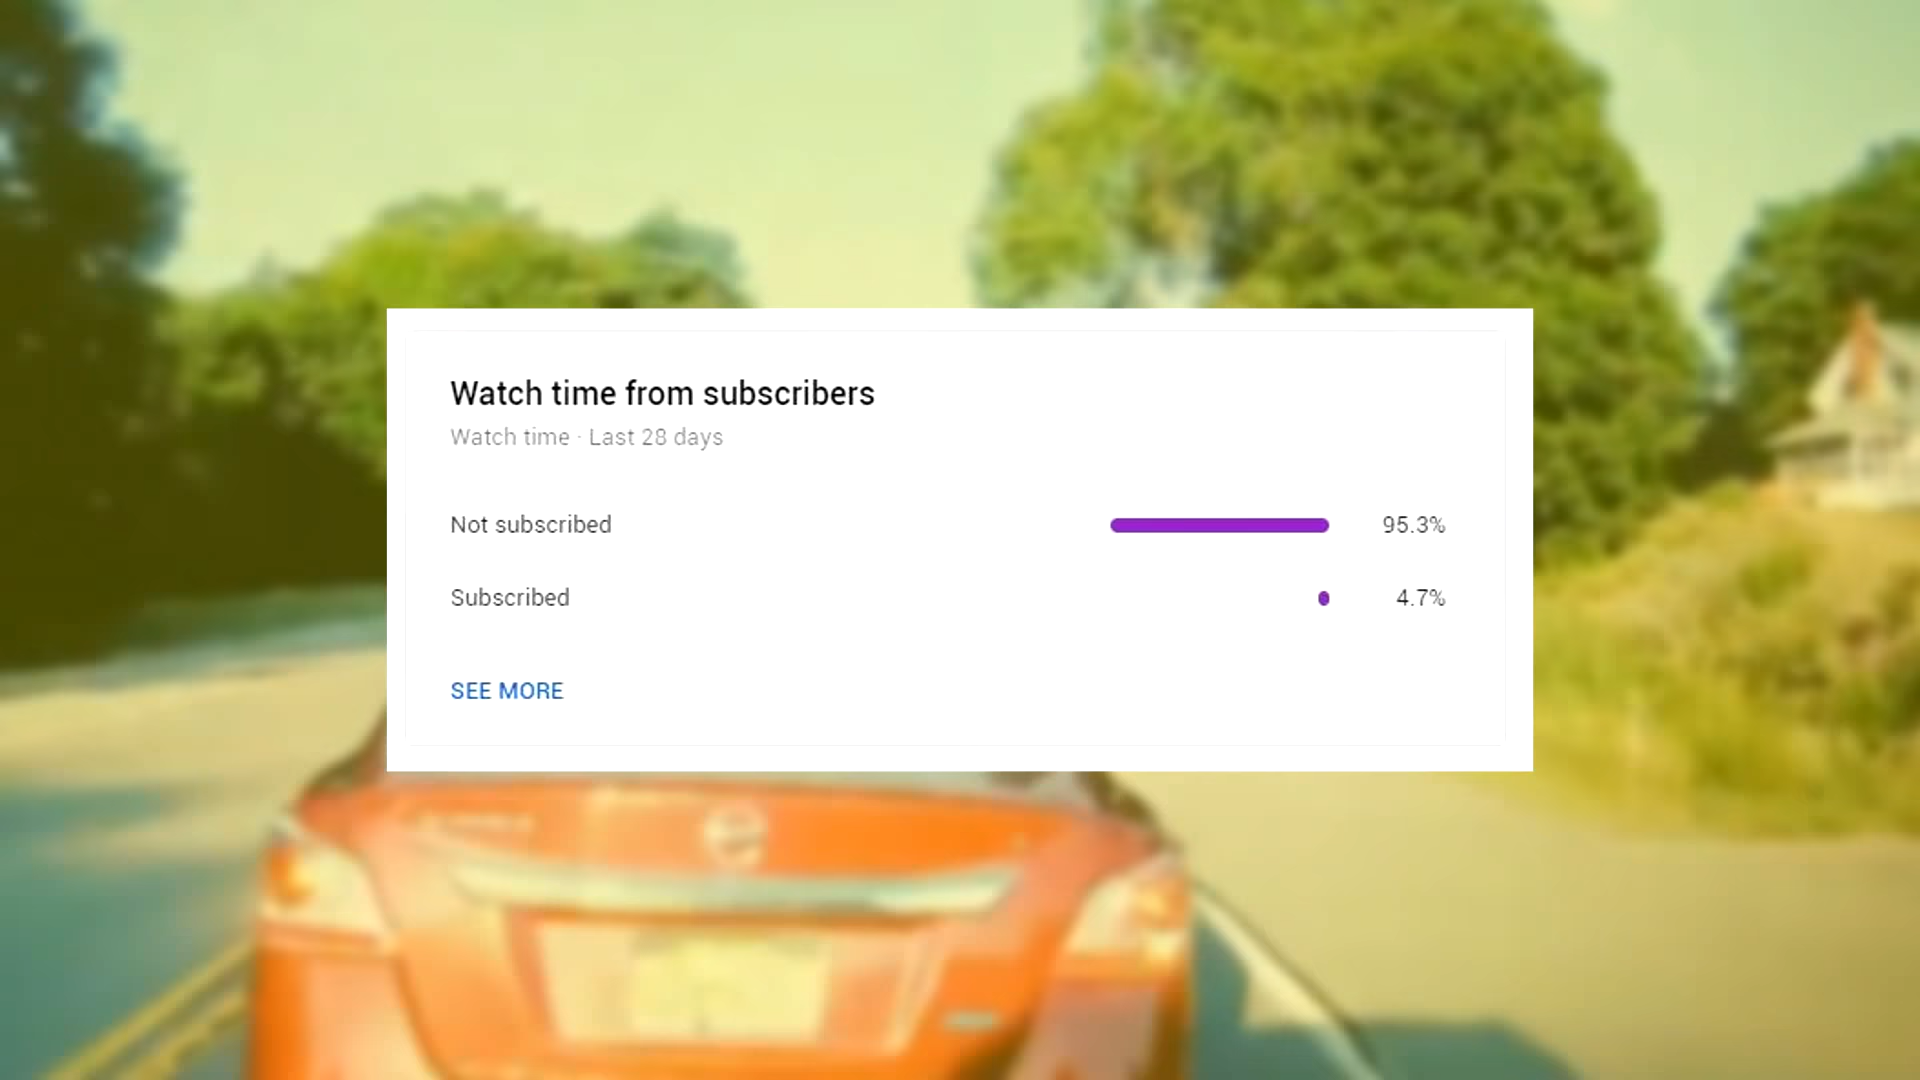 Watch time from subscribers
Watch time · Last 28 days
Not subscribed 95.3%
Subscribed 4.7%
SEE MORE